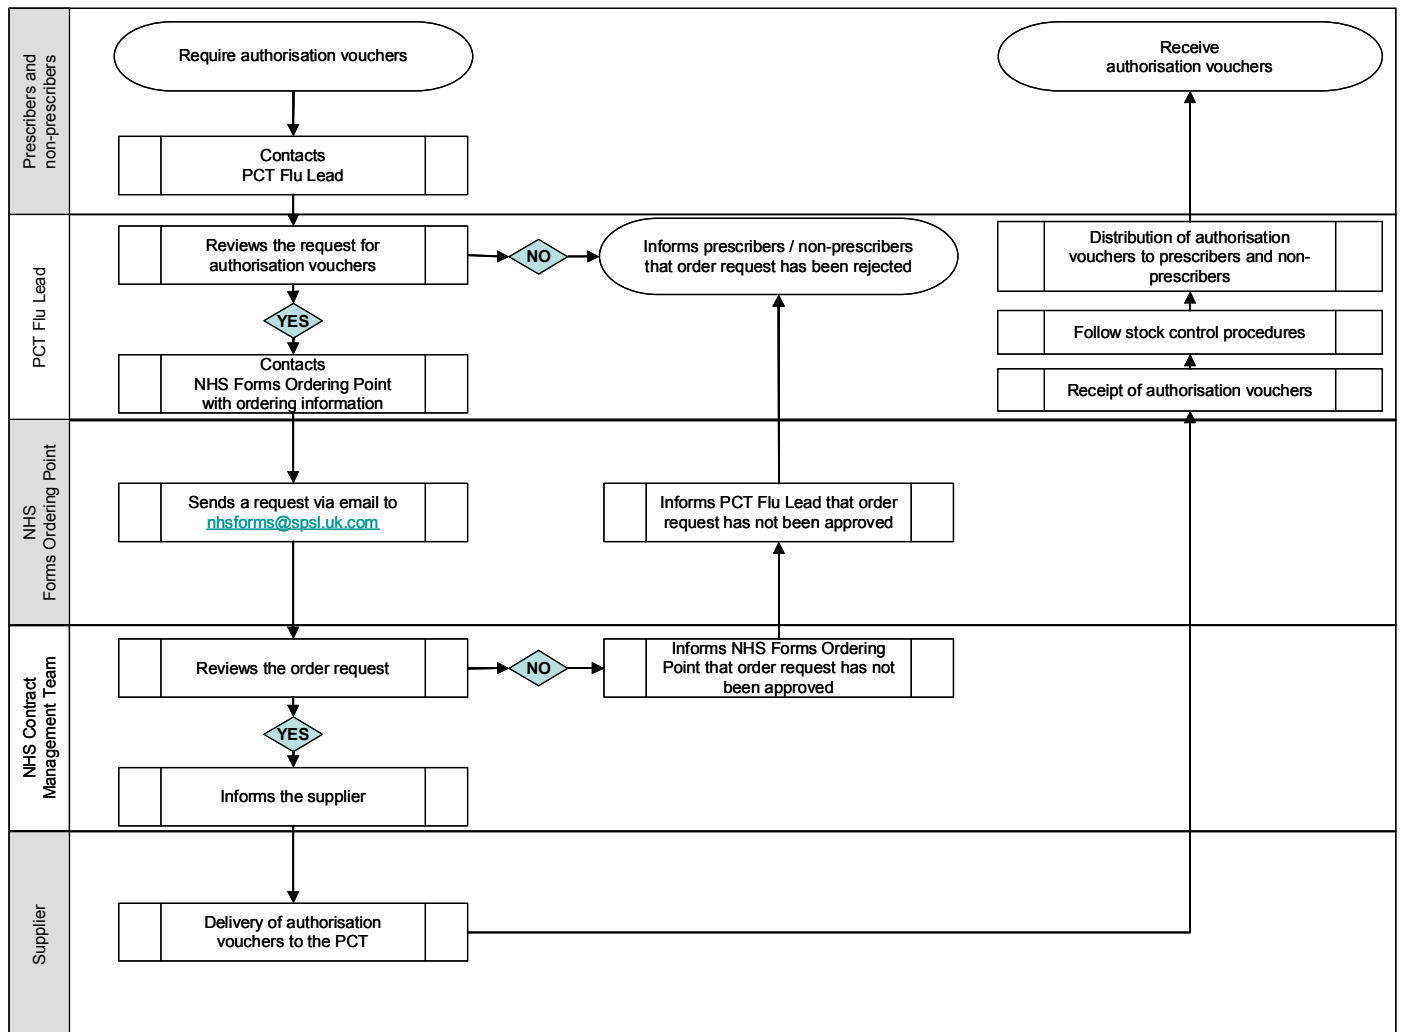 Prescribers and
non-prescribers
Require authorisation vouchers
Receive
authorisation vouchers
Contacts
PCT Flu Lead
PCT Flu Lead
Reviews the request for
authorisation vouchers
NO
Informs prescribers / non-prescribers
that order request has been rejected
Distribution of authorisation
vouchers to prescribers and non-
prescribers
YES
Follow stock control procedures
Contacts
NHS Forms Ordering Point
with ordering information
Receipt of authorisation vouchers
NHS
Forms Ordering Point
Sends a request via email to
nhsforms@spsl.uk.com
Informs PCT Flu Lead that order
request has not been approved
NHS Contract
Management Team
Reviews the order request
NO
Informs NHS Forms Ordering
Point that order request has not
been approved
YES
Informs the supplier
Supplier
Delivery of authorisation
vouchers to the PCT